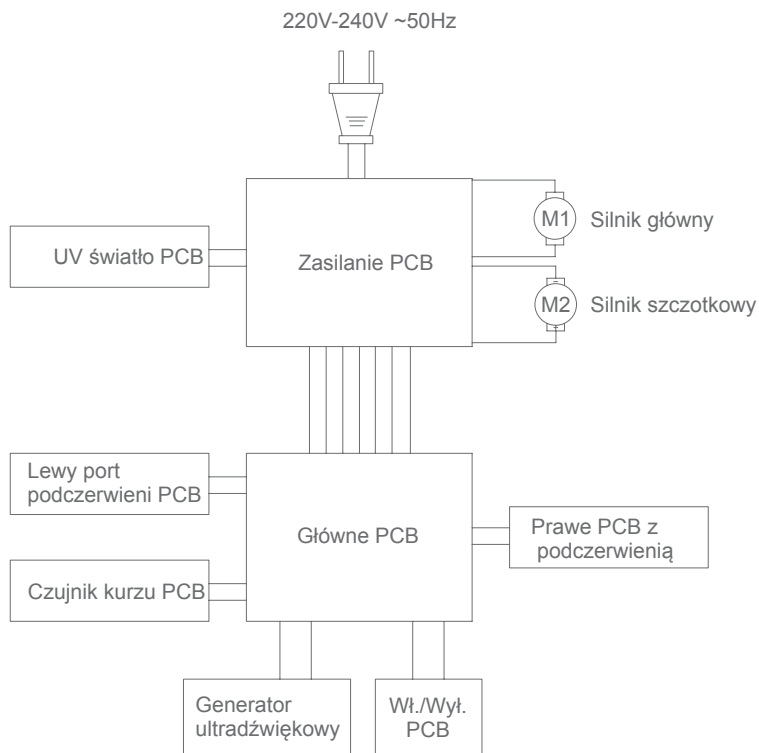 220V-240V ~50Hz
UV światło PCB
Zasilanie PCB
M1
Silnik główny
M2
Silnik szczotkowy
Lewy port
podczerwieni PCB
Główne PCB
Prawe PCB z
podczerwienią
Czujnik kurzu PCB
Generator
ultradźwiękowy
Wł./Wył.
PCB